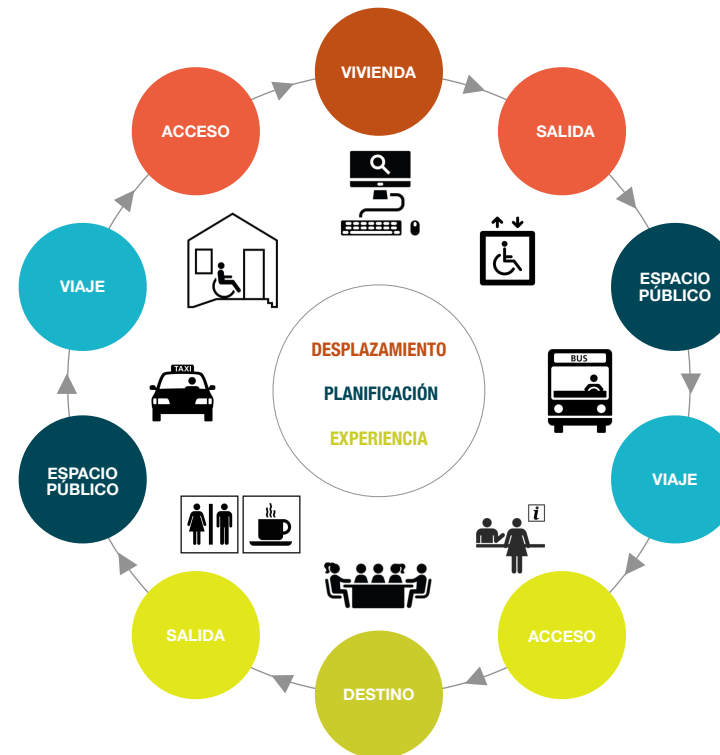 VIVIENDA
SALIDA
ESPACIO
PÚBLICO
VIAJE
ACCESO
DESTINO
SALIDA
ESPACIO
PÚBLICO
VIAJE
ACCESO
DESPLAZAMIENTO
PLANIFICACIÓN
EXPERIENCIA
BUS
i
TAXI